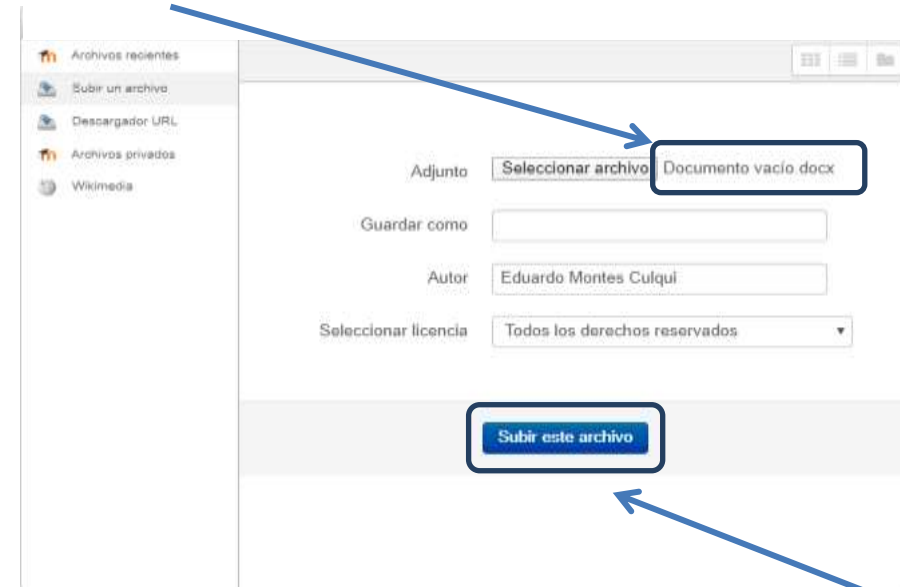 Archivos recientes
Subir un archivo
Descargador URL
Archivos privados
Wikimedia
Adjunto Seleccionar archivo Documento vacío docx
Guardar como
Autor Eduardo Montes Culqui
Seleccionar licencia Todos los derechos reservados
Subir este archivo